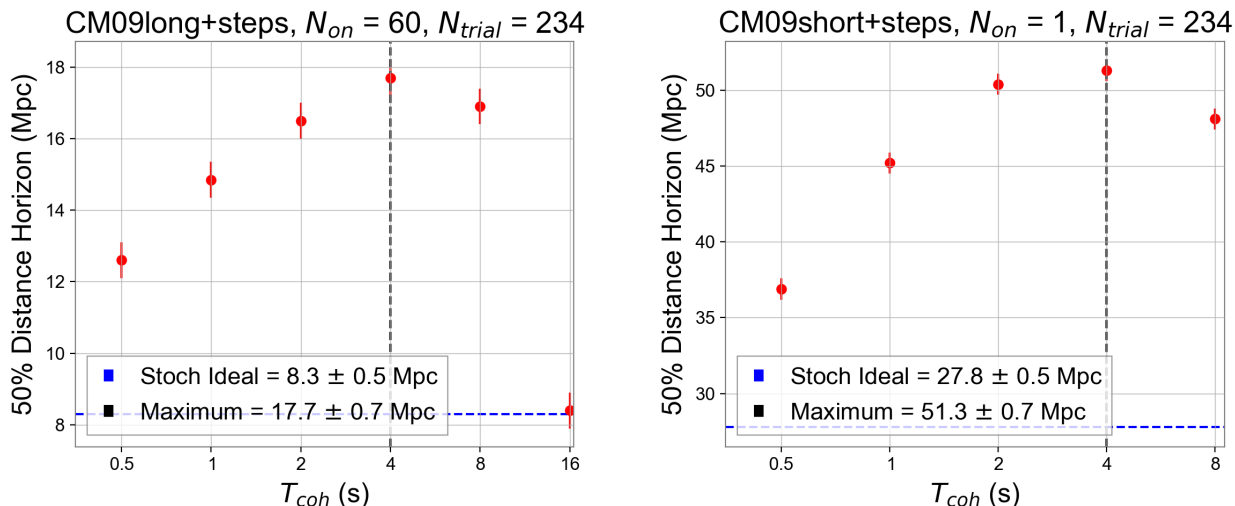 CM09long+steps, N_on = 60, N_trial = 234
50% Distance Horizon (Mpc)
18
16
14
12
10
8
Stoch Ideal = 8.3 ± 0.5 Mpc
Maximum = 17.7 ± 0.7 Mpc
0.5 1 2 4 8 16
T_coh (s)
CM09short+steps, N_on = 1, N_trial = 234
50% Distance Horizon (Mpc)
50
45
40
35
30
Stoch Ideal = 27.8 ± 0.5 Mpc
Maximum = 51.3 ± 0.7 Mpc
0.5 1 2 4 8
T_coh (s)